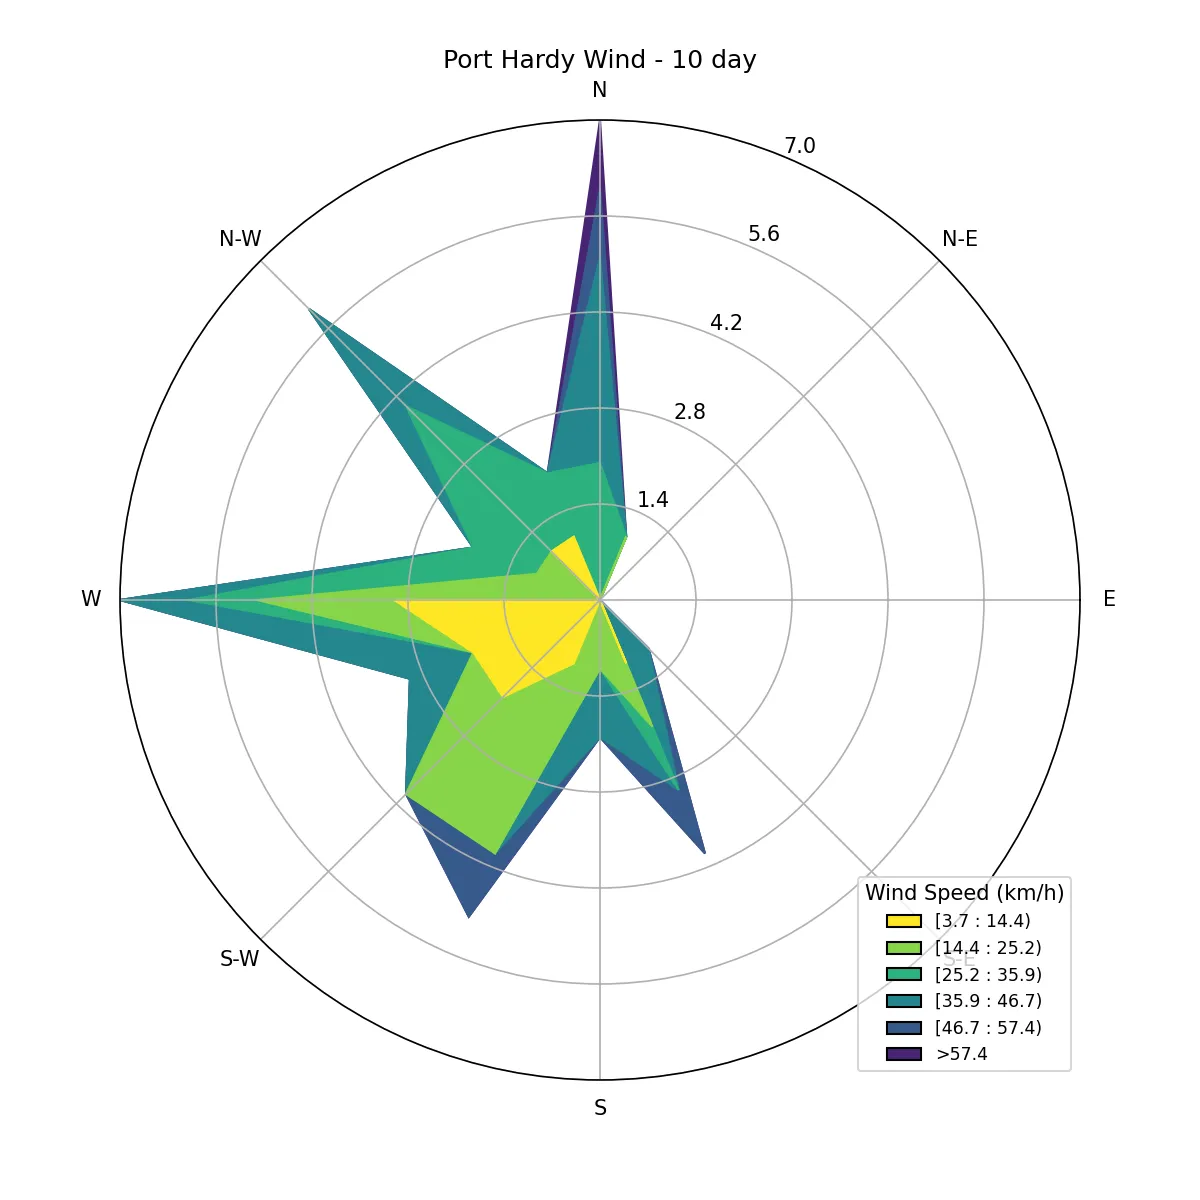 Port Hardy Wind - 10 day
N
7.0
N-W
5.6
N-E
4.2
2.8
1.4
W
E
S-W
S-E
S
Wind Speed (km/h)
[3.7 : 14.4)
[14.4 : 25.2)
[25.2 : 35.9)
[35.9 : 46.7)
[46.7 : 57.4)
>57.4